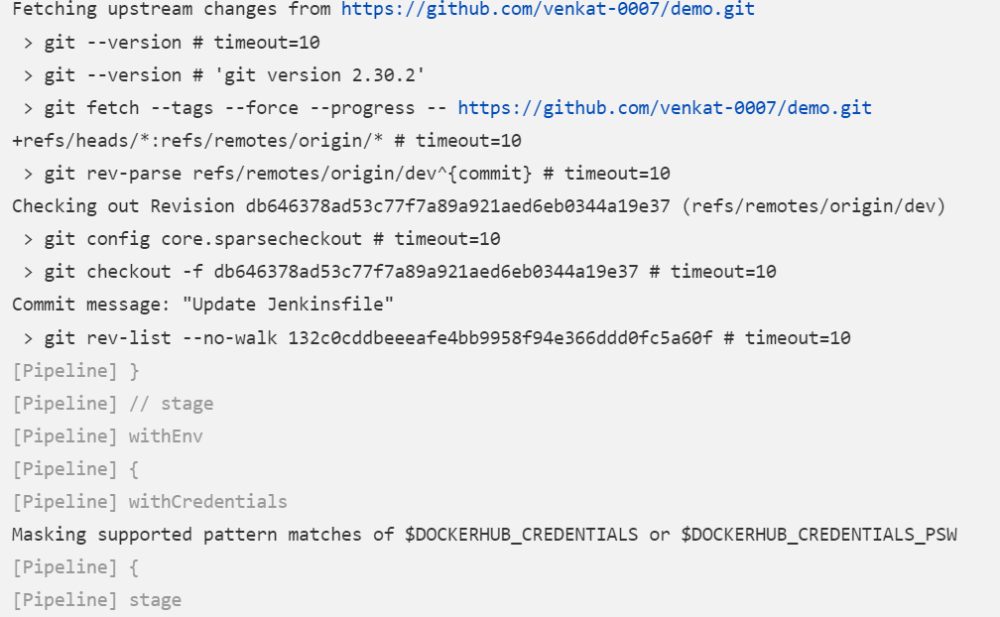 Fetching upstream changes from https://github.com/venkat-0007/demo.git
> git --version # timeout=10
> git --version # 'git version 2.30.2'
> git fetch --tags --force --progress -- https://github.com/venkat-0007/demo.git
+refs/heads/*:refs/remotes/origin/* # timeout=10
> git rev-parse refs/remotes/origin/dev^{commit} # timeout=10
Checking out Revision db646378ad53c77f7a89a921aed6eb0344a19e37 (refs/remotes/origin/dev)
> git config core.sparsecheckout # timeout=10
> git checkout -f db646378ad53c77f7a89a921aed6eb0344a19e37 # timeout=10
Commit message: "Update Jenkinsfile"
> git rev-list --no-walk 132c0cddbeeeafe4bb9958f94e366ddd0fc5a60f # timeout=10
[Pipeline] }
[Pipeline] // stage
[Pipeline] withEnv
[Pipeline] {
[Pipeline] withCredentials
Masking supported pattern matches of $DOCKERHUB_CREDENTIALS or $DOCKERHUB_CREDENTIALS_PSW
[Pipeline] {
[Pipeline] stage